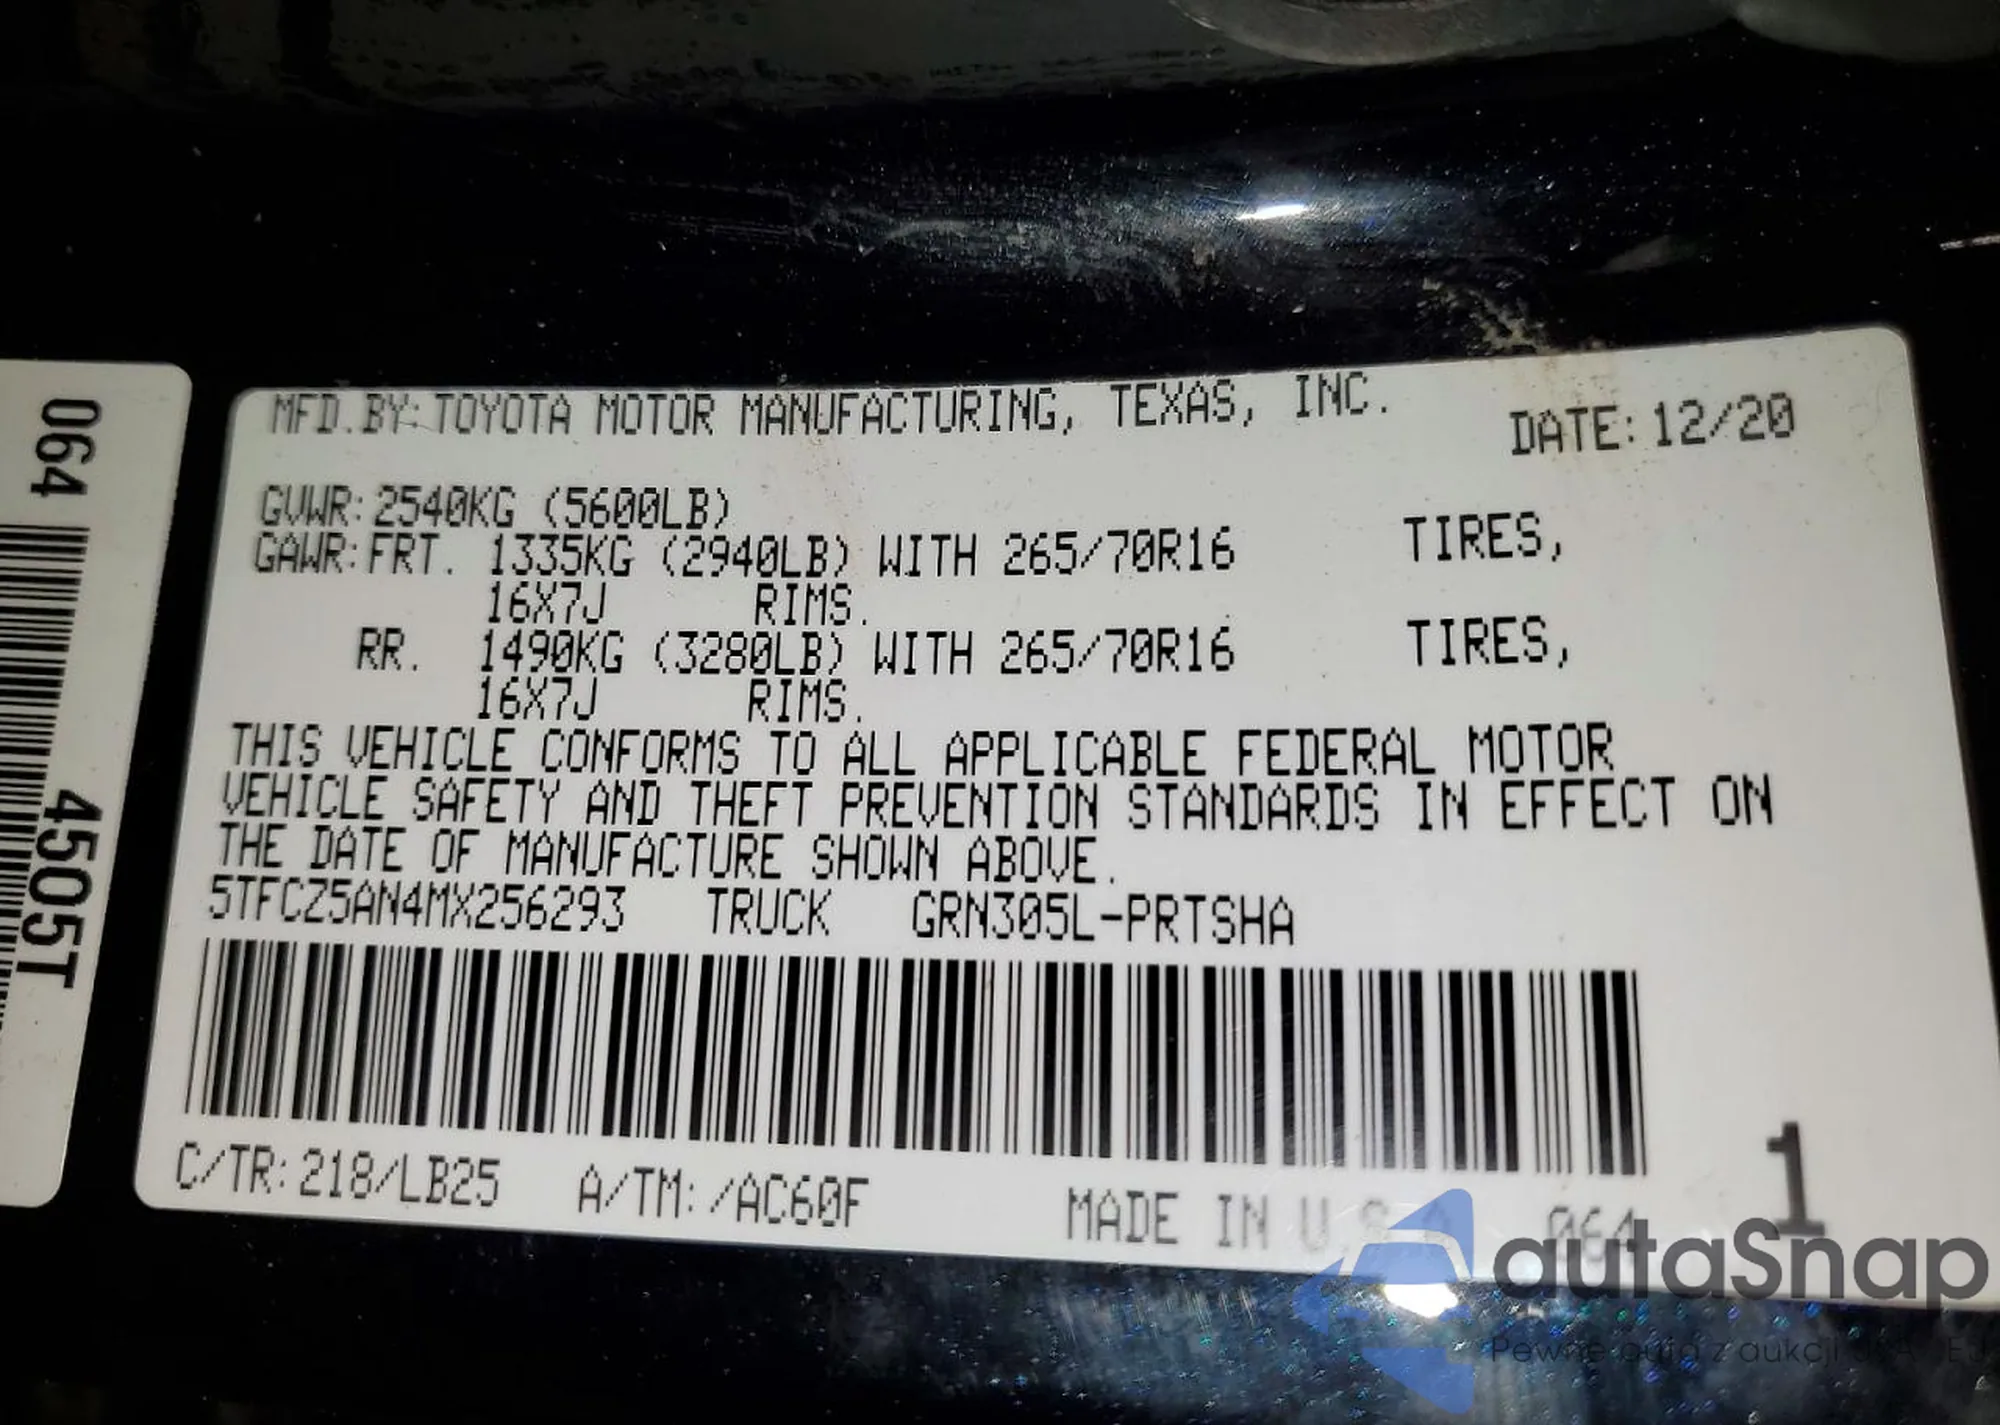 064
4505T
MFD.BY:TOYOTA MOTOR MANUFACTURING, TEXAS, INC.
DATE:12/20
GVWR:2540KG (5600LB)
GAWR:FRT. 1335KG (2940LB) WITH 265/70R16 TIRES,
16X7J RIMS.
RR. 1490KG (3280LB) WITH 265/70R16 TIRES,
16X7J RIMS.
THIS VEHICLE CONFORMS TO ALL APPLICABLE FEDERAL MOTOR
VEHICLE SAFETY AND THEFT PREVENTION STANDARDS IN EFFECT ON
THE DATE OF MANUFACTURE SHOWN ABOVE.
5TFCZ5AN4MX256293 TRUCK GRN305L-PRTSHA
C/TR:218/LB25 A/TM:/AC60F
MADE IN U S A 064
1
autaSnap
Pewne auta z aukcji